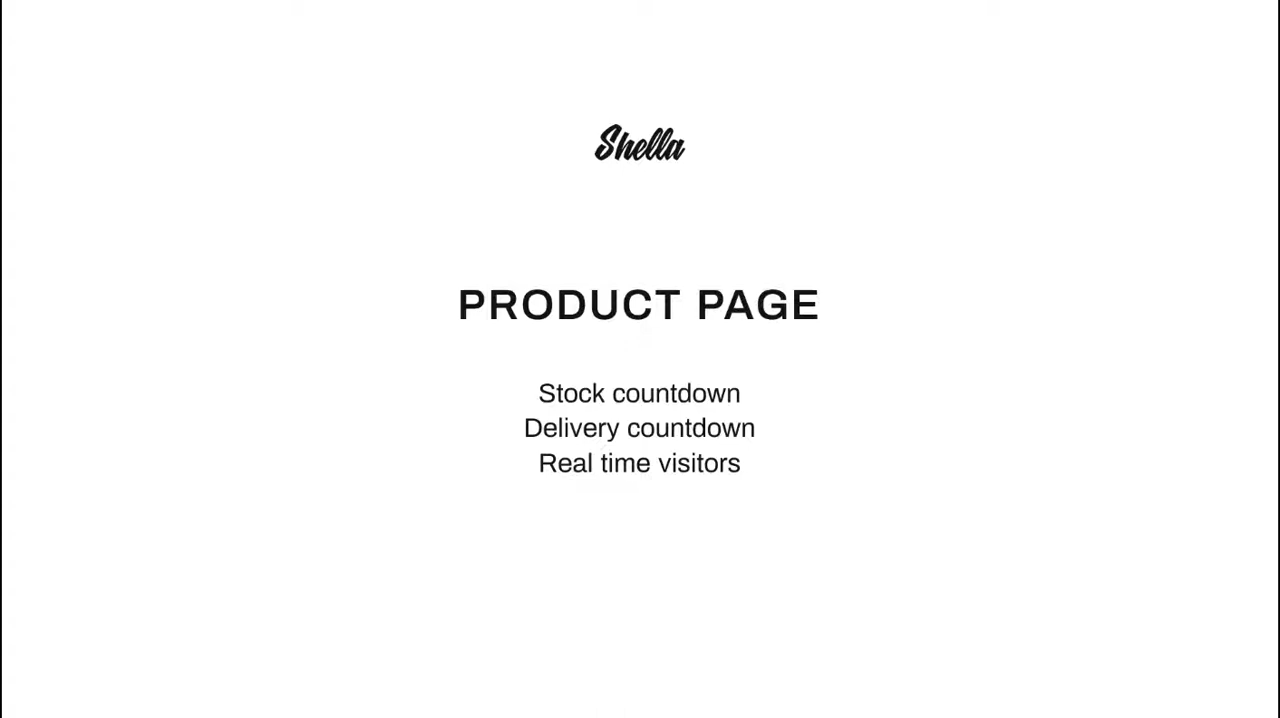 Shella
PRODUCT PAGE
Stock countdown
Delivery countdown
Real time visitors